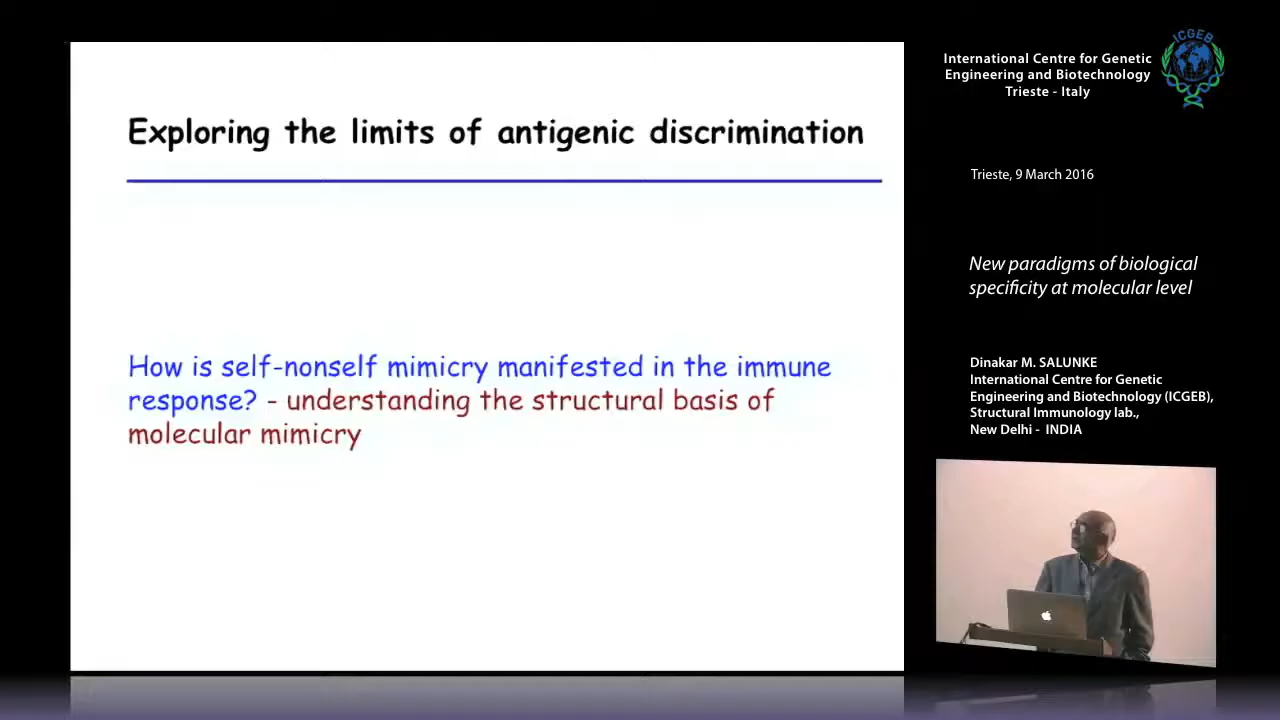 Exploring the limits of antigenic discrimination
How is self-nonself mimicry manifested in the immune
response? - understanding the structural basis of
molecular mimicry
ICGEB
International Centre for Genetic
Engineering and Biotechnology
Trieste - Italy
Trieste, 9 March 2016
New paradigms of biological
specificity at molecular level
Dinakar M. SALUNKE
International Centre for Genetic
Engineering and Biotechnology (ICGEB),
Structural Immunology lab.,
New Delhi - INDIA